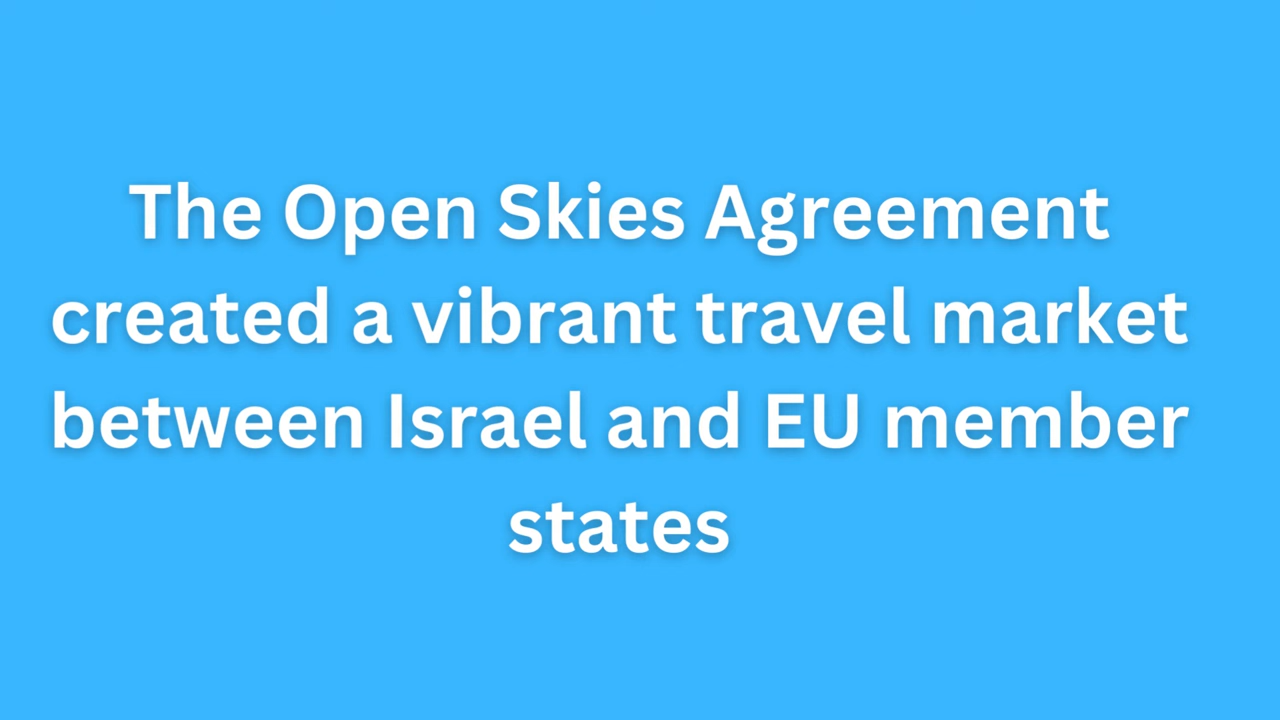 The Open Skies Agreement
created a vibrant travel market
between Israel and EU member
states